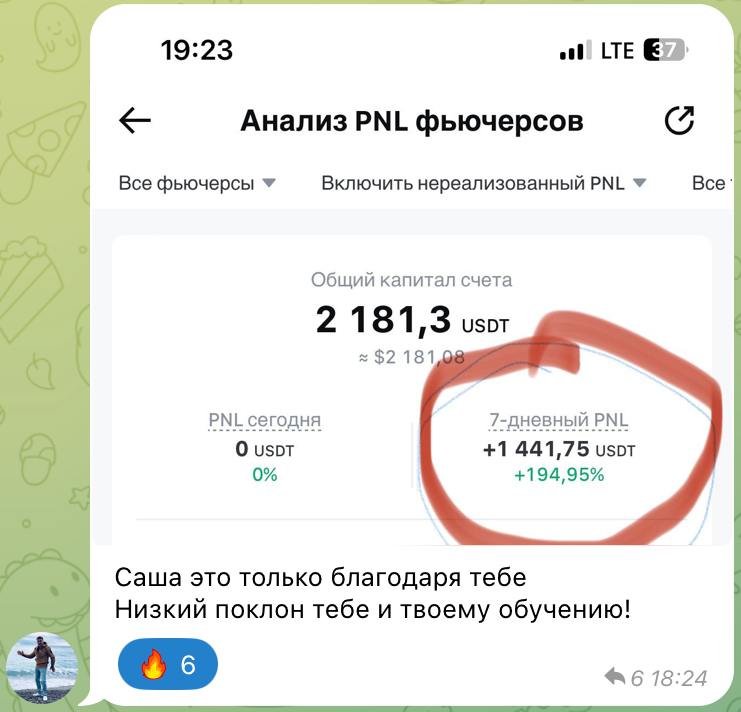 19:23 LTE 37
Анализ PNL фьючерсов
Все фьючерсы Включить нереализованный PNL Все
Общий капитал счета
2 181,3 USDT
≈ $2 181,08
PNL сегодня 7-дневный PNL
0 USDT +1 441,75 USDT
0% +194,95%
Саша это только благодаря тебе
Низкий поклон тебе и твоему обучению!
🔥 6
6 18:24